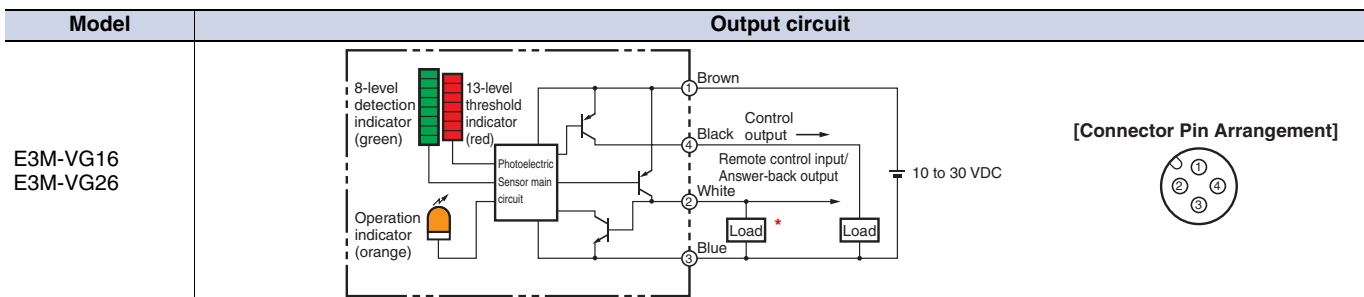 Model
Output circuit
E3M-VG16
E3M-VG26
8-level
detection
indicator
(green)
13-level
threshold
indicator
(red)
Photoelectric
Sensor main
circuit
Operation
indicator
(orange)
1
Brown
4
Black
Control
output
Remote control input/
Answer-back output
2
White
Load
*
Load
3
Blue
10 to 30 VDC
[Connector Pin Arrangement]
1
2
4
3